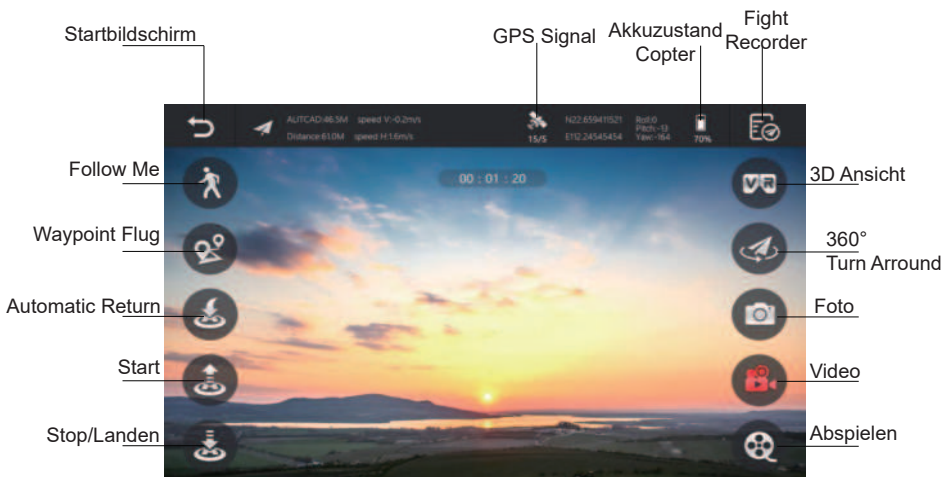 Startbildschirm
GPS Signal
Akkuzustand
Copter
Fight
Recorder
ALITCAD:46.5M speed V:-0.2m/s
Distance:61.0M speed H:1.6m/s
15/5
N22.659411521
E112.24545454
Roll:0
Pitch:-13
Yaw:-164
70%
00 : 01 : 20
Follow Me
Waypoint Flug
Automatic Return
Start
Stop/Landen
VR
3D Ansicht
360°
Turn Arround
Foto
Video
Abspielen